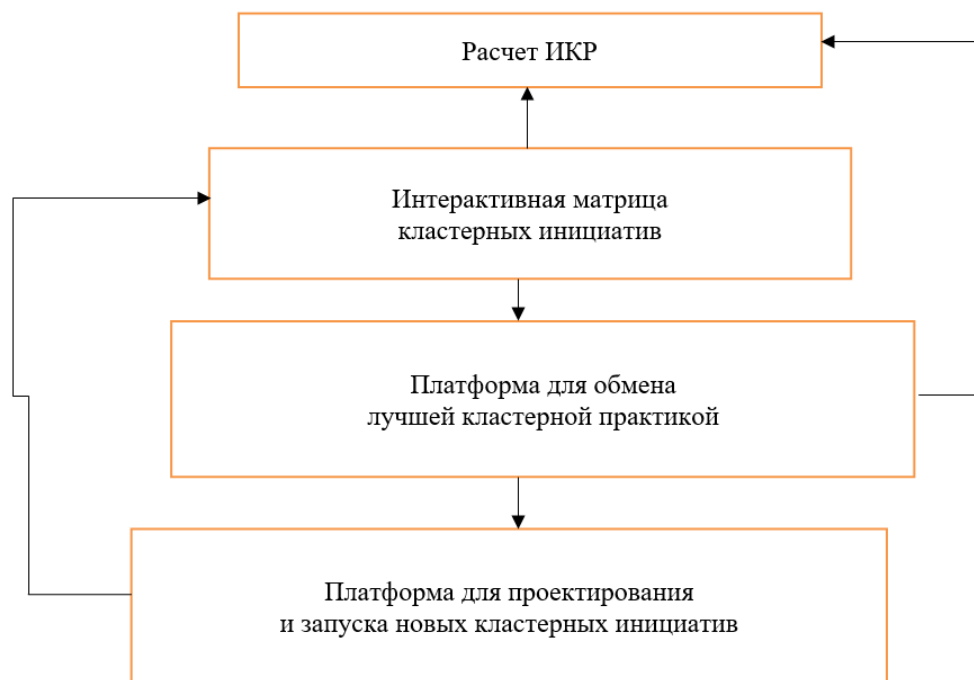 Расчет ИКР
Интерактивная матрица
кластерных инициатив
Платформа для обмена
лучшей кластерной практикой
Платформа для проектирования
и запуска новых кластерных инициатив